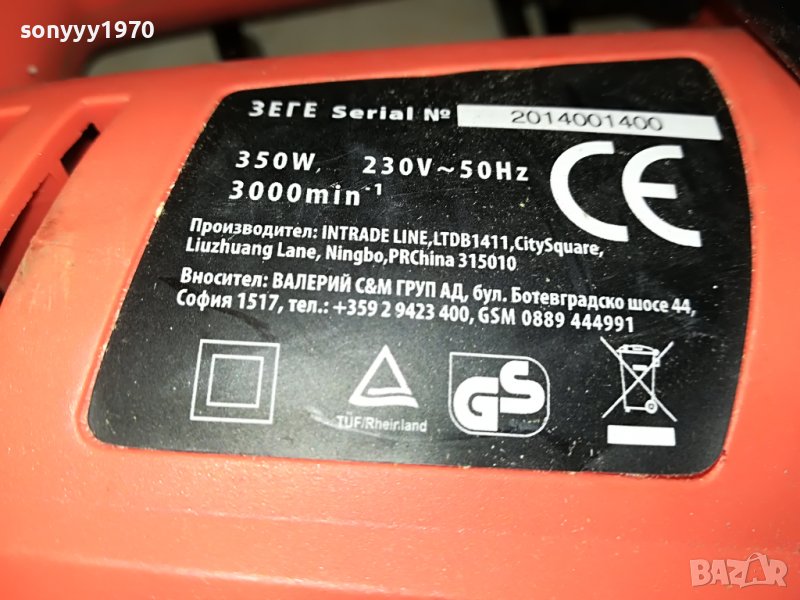 sonyyy1970
ЗЕГЕ Serial № 2014001400
350W, 230V~50Hz
3000min-1
CE
Производител: INTRADE LINE,LTDB1411,CitySquare,
Liuzhuang Lane, Ningbo,PRChina 315010
Вносител: ВАЛЕРИЙ С&М ГРУП АД, бул. Ботевградско шосе 44,
София 1517, тел.: +359 2 9423 400, GSM 0889 444991
TUF/Rheinland
GS
BAZAR